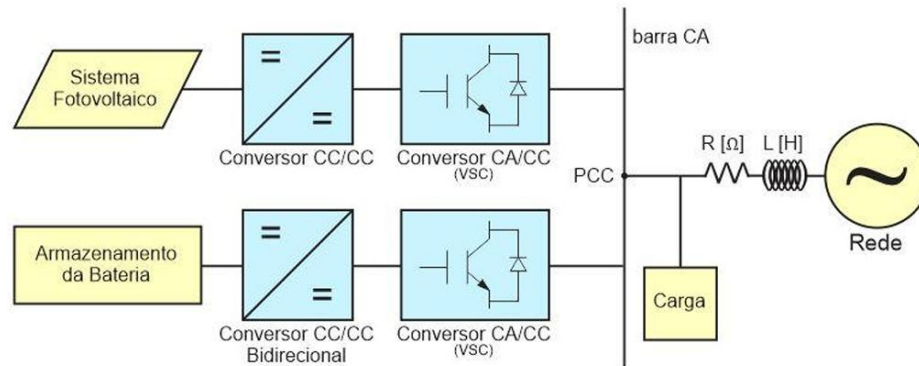 barra CA
Sistema
Fotovoltaico
=
=
Conversor CC/CC
Conversor CA/CC
(VSC)
R [Ω]
L [H]
PCC
~
Rede
Armazenamento
da Bateria
=
=
Conversor CC/CC
Bidirecional
Conversor CA/CC
(VSC)
Carga